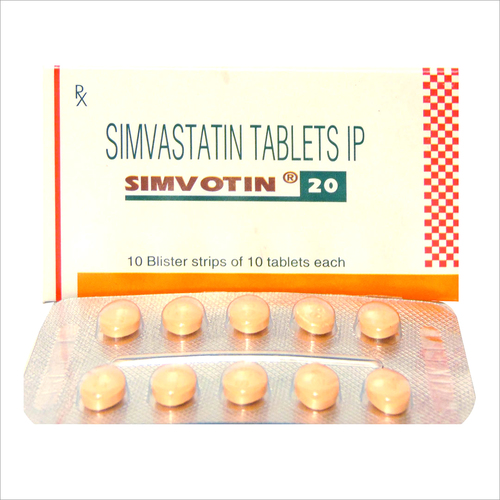 Rx
SIMVASTATIN TABLETS IP
SIMVOTIN ® 20
10 Blister strips of 10 tablets each